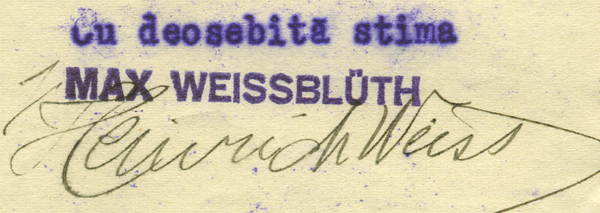 Cu deosebită stima
MAX WEISSBLÜTH
Heinrich Weiss